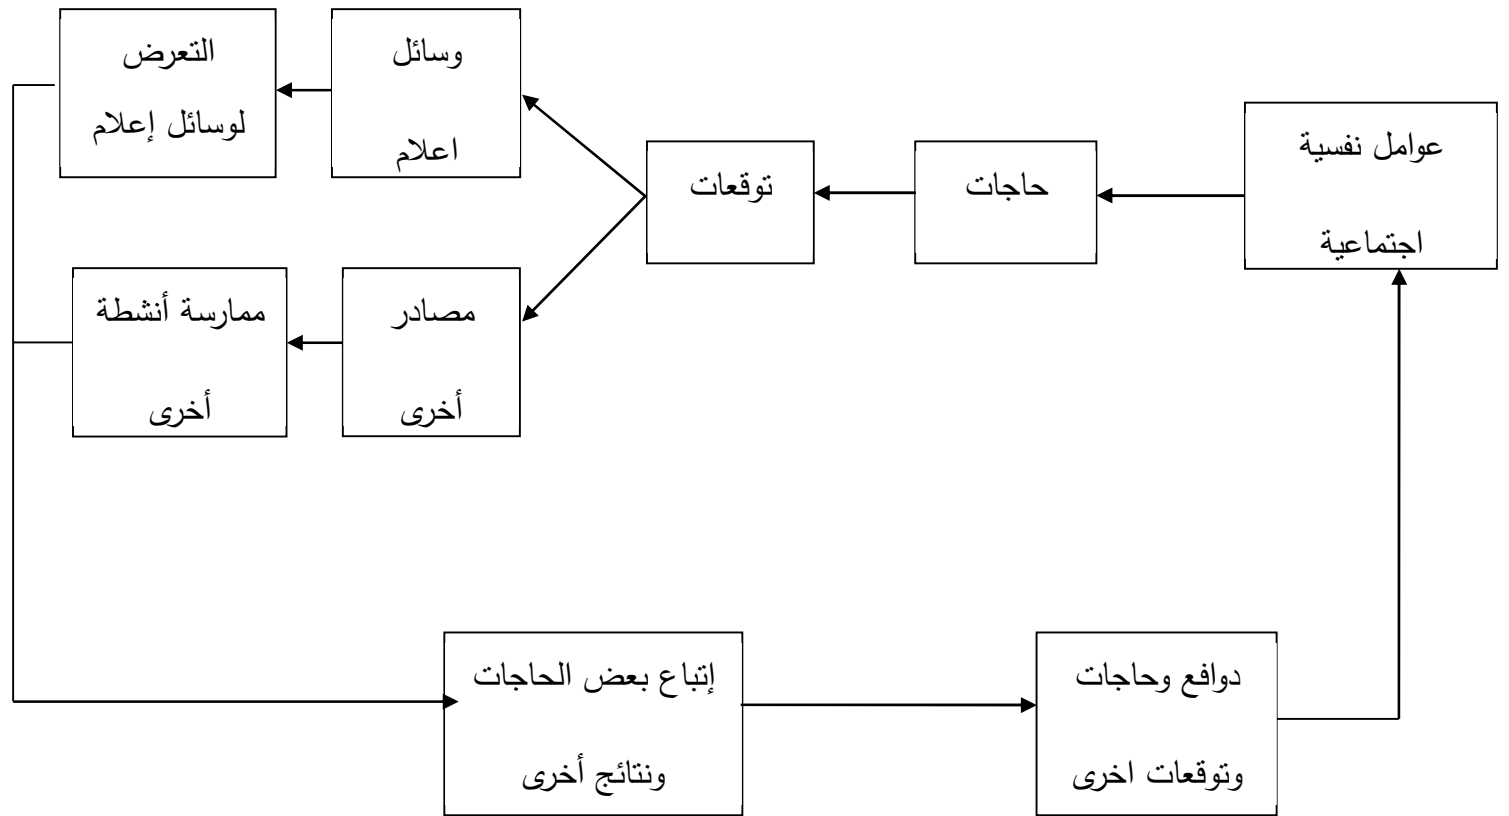 عوامل نفسية
اجتماعية
حاجات
توقعات
وسائل
اعلام
التعرض
لوسائل إعلام
مصادر
أخرى
ممارسة أنشطة
أخرى
إتباع بعض الحاجات
ونتائج أخرى
دوافع وحاجات
وتوقعات اخرى